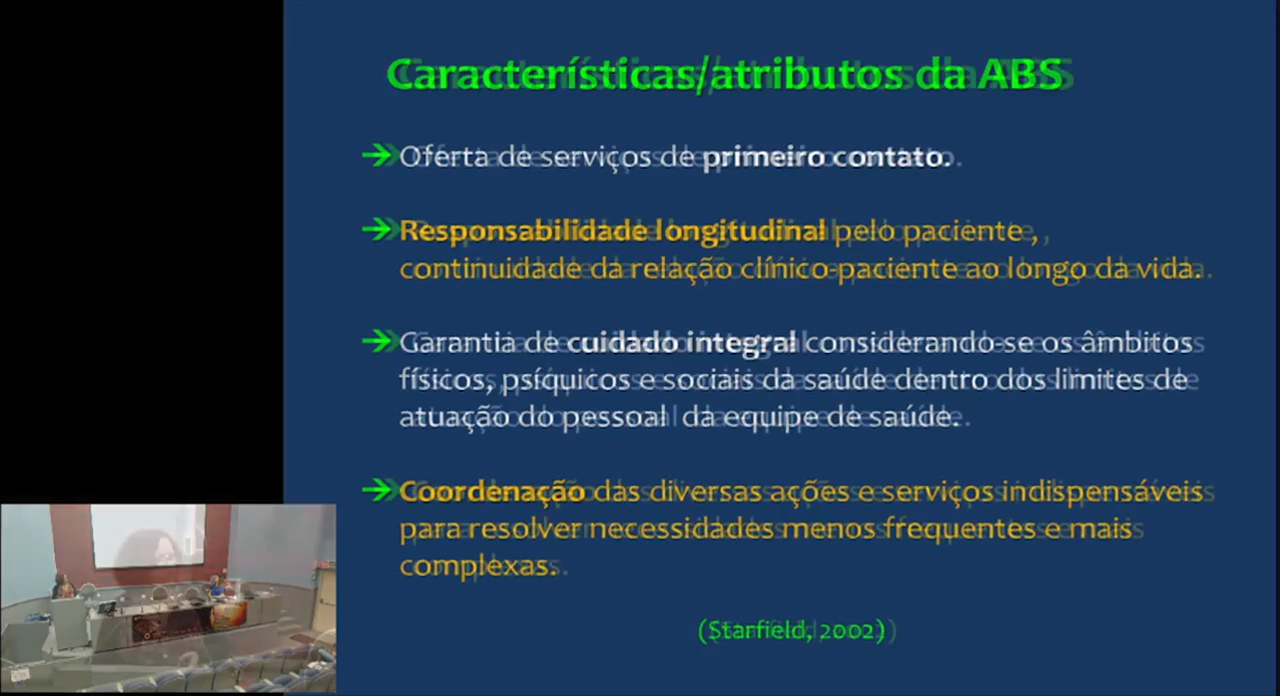 Características/atributos da ABS
➔ Oferta de serviços de primeiro contato.
➔ Responsabilidade longitudinal pelo paciente ,
continuidade da relação clínico-paciente ao longo da vida.
➔ Garantia de cuidado integral considerando-se os âmbitos
físicos, psíquicos e sociais da saúde dentro dos limites de
atuação do pessoal da equipe de saúde.
➔ Coordenação das diversas ações e serviços indispensáveis
para resolver necessidades menos frequentes e mais
complexas.
(Starfield, 2002)